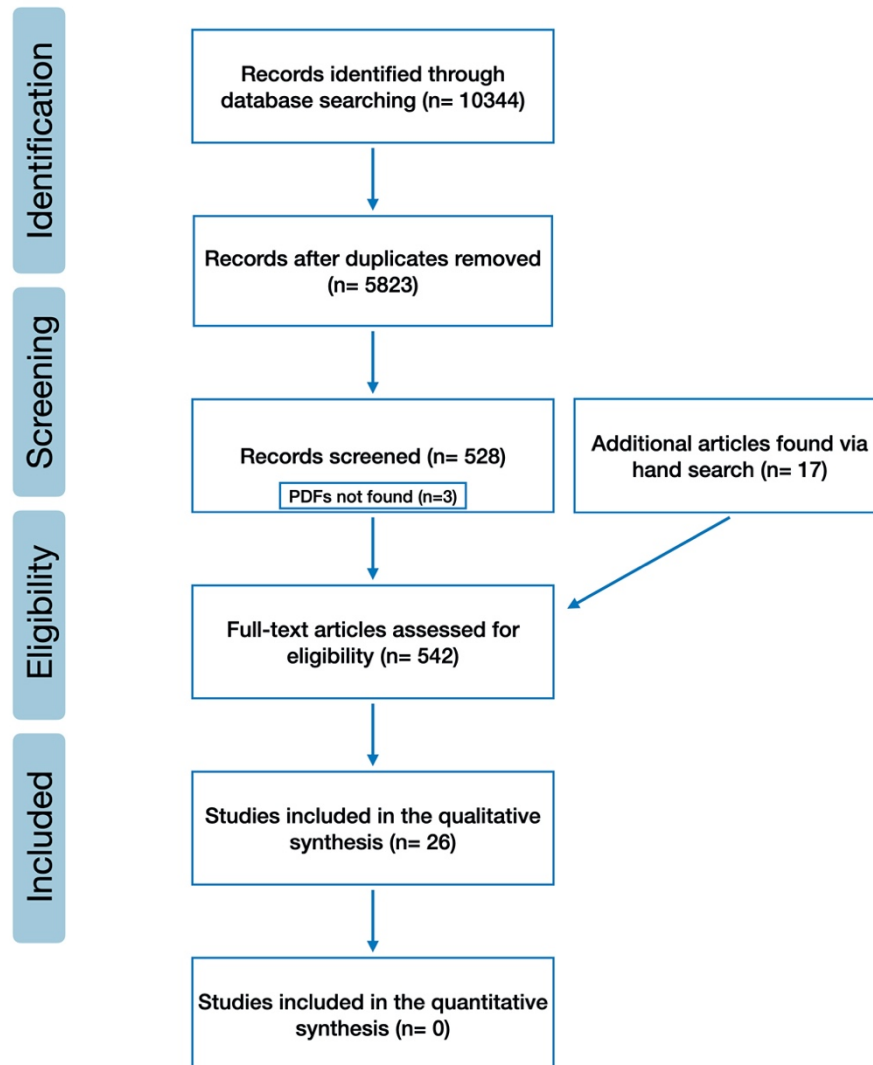 Identification
Records identified through
database searching (n= 10344)
Records after duplicates removed
(n= 5823)
Screening
Records screened (n= 528)
PDFs not found (n=3)
Additional articles found via
hand search (n= 17)
Eligibility
Full-text articles assessed for
eligibility (n= 542)
Included
Studies included in the qualitative
synthesis (n= 26)
Studies included in the quantitative
synthesis (n= 0)